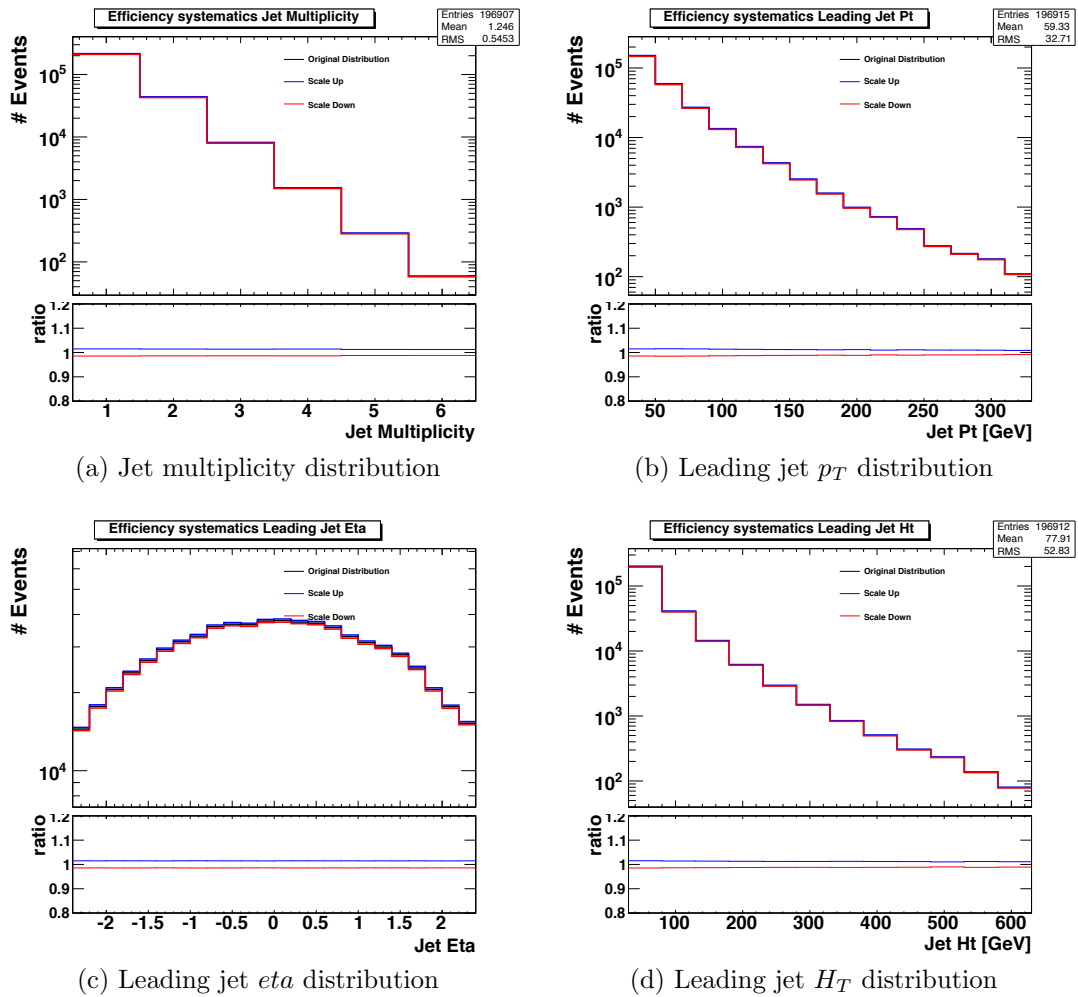 Efficiency systematics Jet Multiplicity
Entries 196907
Mean 1.246
RMS 0.5453
# Events
10^5
10^4
10^3
10^2
Original Distribution
Scale Up
Scale Down
ratio
1.2
1.1
1
0.9
0.8
1 2 3 4 5 6
Jet Multiplicity
(a) Jet multiplicity distribution
Efficiency systematics Leading Jet Pt
Entries 196915
Mean 59.33
RMS 32.71
# Events
10^5
10^4
10^3
10^2
Original Distribution
Scale Up
Scale Down
ratio
1.2
1.1
1
0.9
0.8
50 100 150 200 250 300
Jet Pt [GeV]
(b) Leading jet p_T distribution
Efficiency systematics Leading Jet Eta
# Events
10^4
Original Distribution
Scale Up
Scale Down
ratio
1.2
1.1
1
0.9
0.8
-2 -1.5 -1 -0.5 0 0.5 1 1.5 2
Jet Eta
(c) Leading jet eta distribution
Efficiency systematics Leading Jet Ht
Entries 196912
Mean 77.91
RMS 52.83
# Events
10^5
10^4
10^3
10^2
Original Distribution
Scale Up
Scale Down
ratio
1.2
1.1
1
0.9
0.8
100 200 300 400 500 600
Jet Ht [GeV]
(d) Leading jet H_T distribution